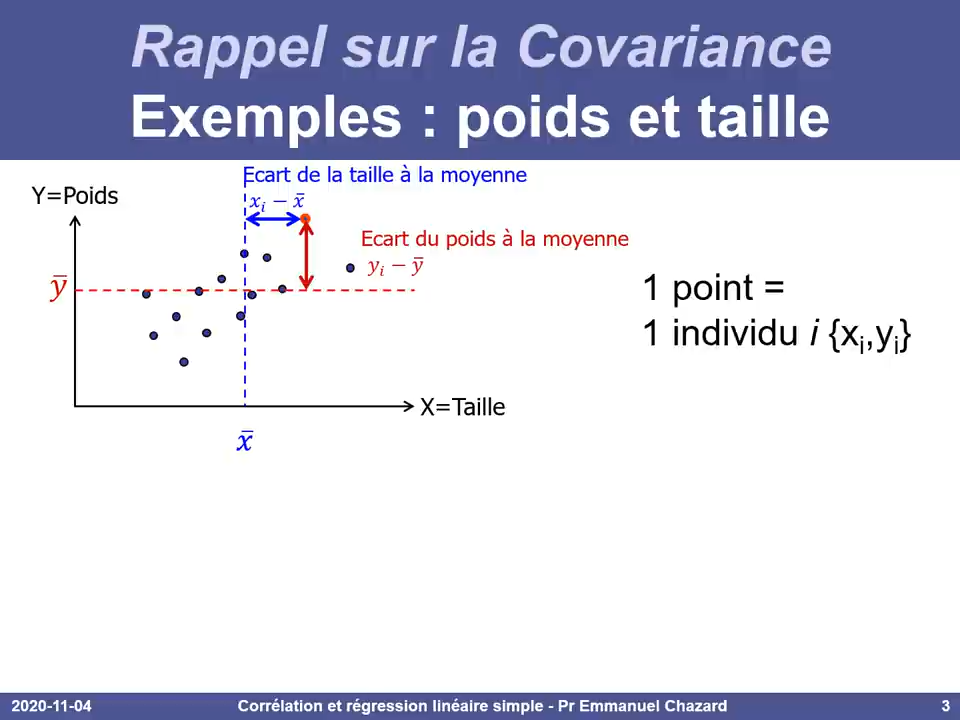 Rappel sur la Covariance
Exemples : poids et taille
Ecart de la taille à la moyenne
Y=Poids
xᵢ − x̄
Ecart du poids à la moyenne
yᵢ − ȳ
ȳ
1 point =
1 individu i {xᵢ,yᵢ}
X=Taille
x̄
2020-11-04
Corrélation et régression linéaire simple - Pr Emmanuel Chazard
3